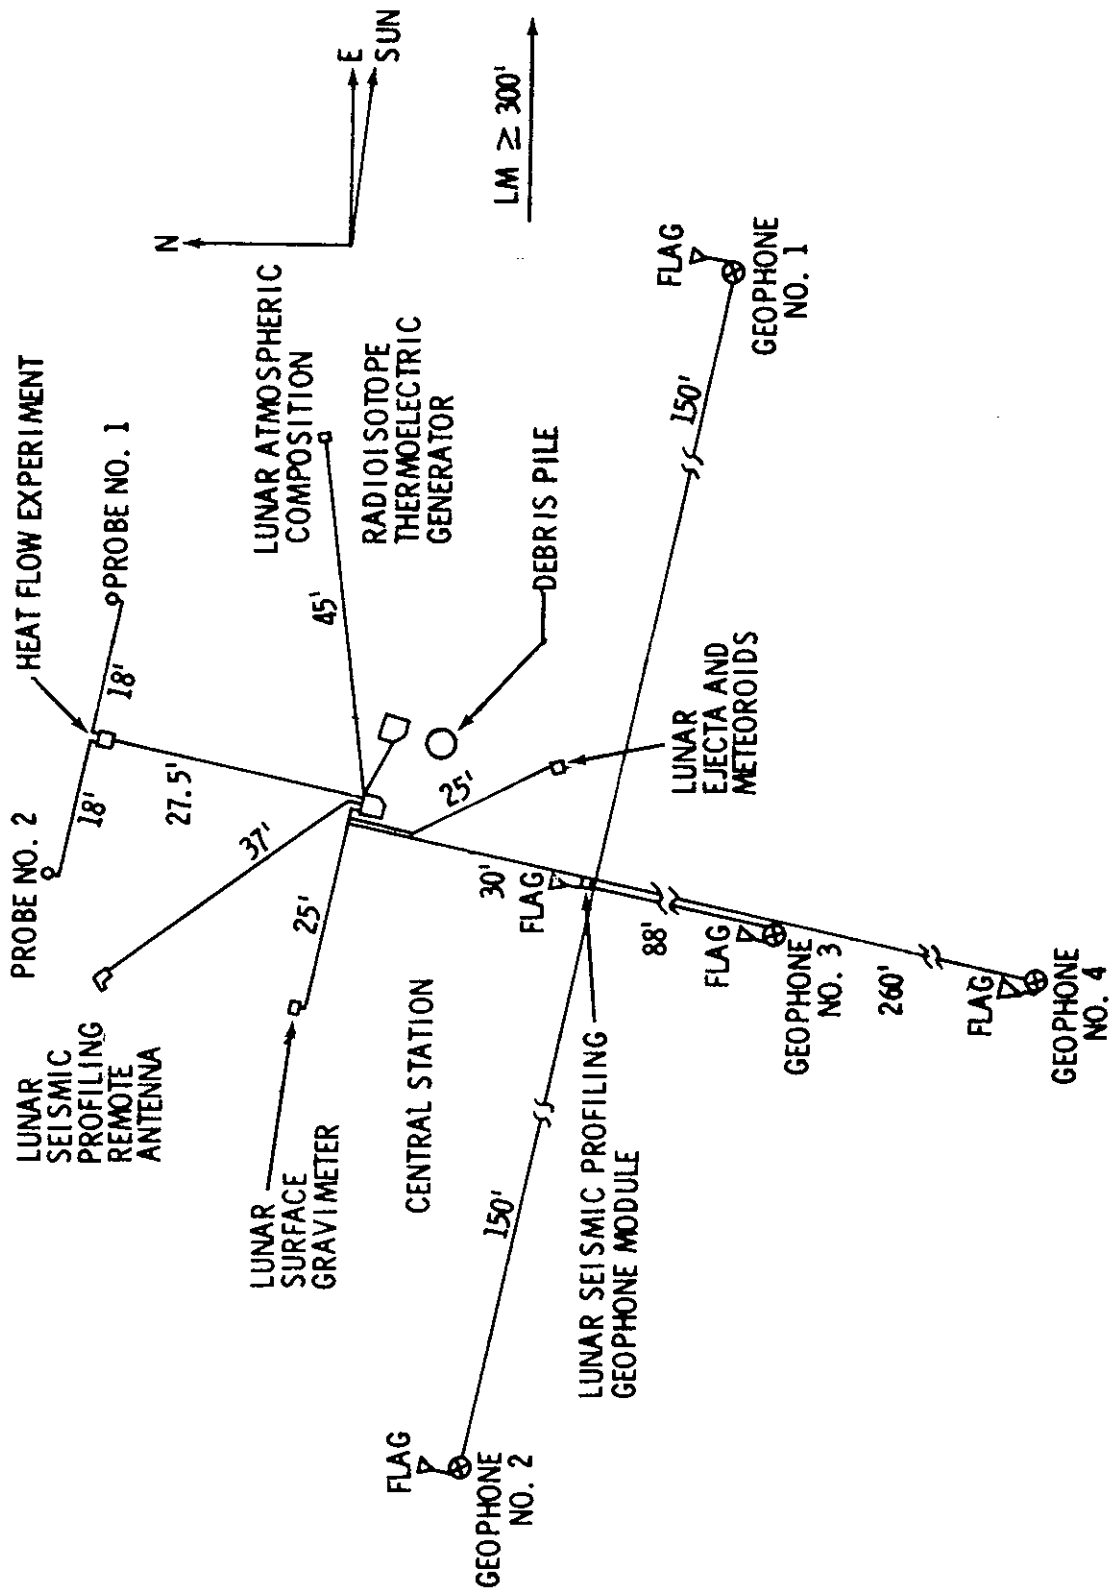 PROBE NO. 2
HEAT FLOW EXPERIMENT
18'
18'
PROBE NO. 1
27.5'
N
E
SUN
LUNAR
SEISMIC
PROFILING
REMOTE
ANTENNA
37'
LUNAR ATMOSPHERIC
COMPOSITION
45'
RADIOISOTOPE
THERMOELECTRIC
GENERATOR
LUNAR
SURFACE
GRAVIMETER
25'
CENTRAL STATION
DEBRIS PILE
LM ≥ 300'
25'
LUNAR
EJECTA AND
METEOROIDS
30'
FLAG
FLAG
GEOPHONE
NO. 2
150'
150'
FLAG
GEOPHONE
NO. 1
LUNAR SEISMIC PROFILING
GEOPHONE MODULE
88'
FLAG
GEOPHONE
NO. 3
260'
FLAG
GEOPHONE
NO. 4